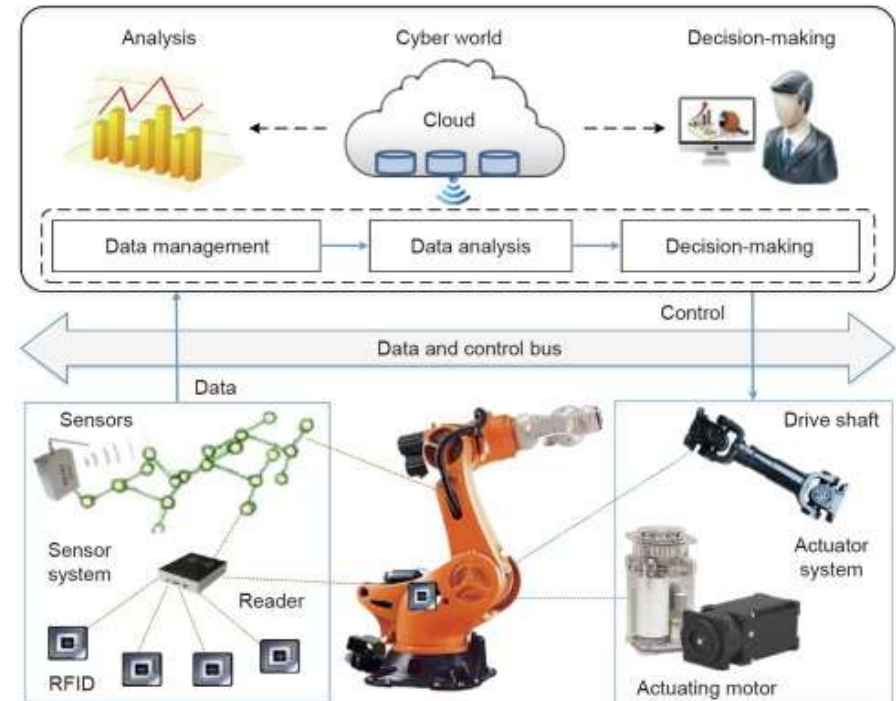 Analysis
Cyber world
Decision-making
Cloud
Data management
Data analysis
Decision-making
Control
Data and control bus
Data
Sensors
Drive shaft
Sensor
system
Actuator
system
Reader
RFID
Actuating motor